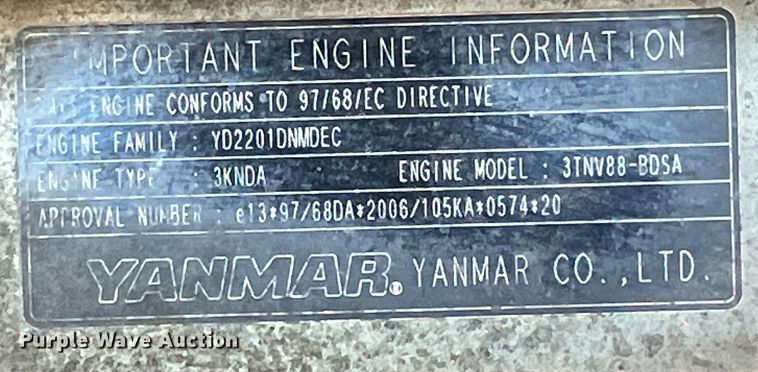 IMPORTANT ENGINE INFORMATION
THIS ENGINE CONFORMS TO 97/68/EC DIRECTIVE
ENGINE FAMILY : YD2201DNMDEC
ENGINE TYPE : 3KNDA ENGINE MODEL : 3TNV88-BDSA
APPROVAL NUMBER : e13*97/68DA*2006/105KA*0574*20
YANMAR® YANMAR CO.,LTD.
Purple Wave Auction